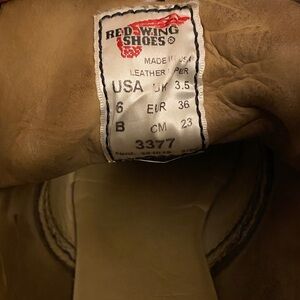 RED WING
SHOES®
MADE IN USA
LEATHER UPPER
USA UK 3.5
6 EUR 36
B CM 23
3377